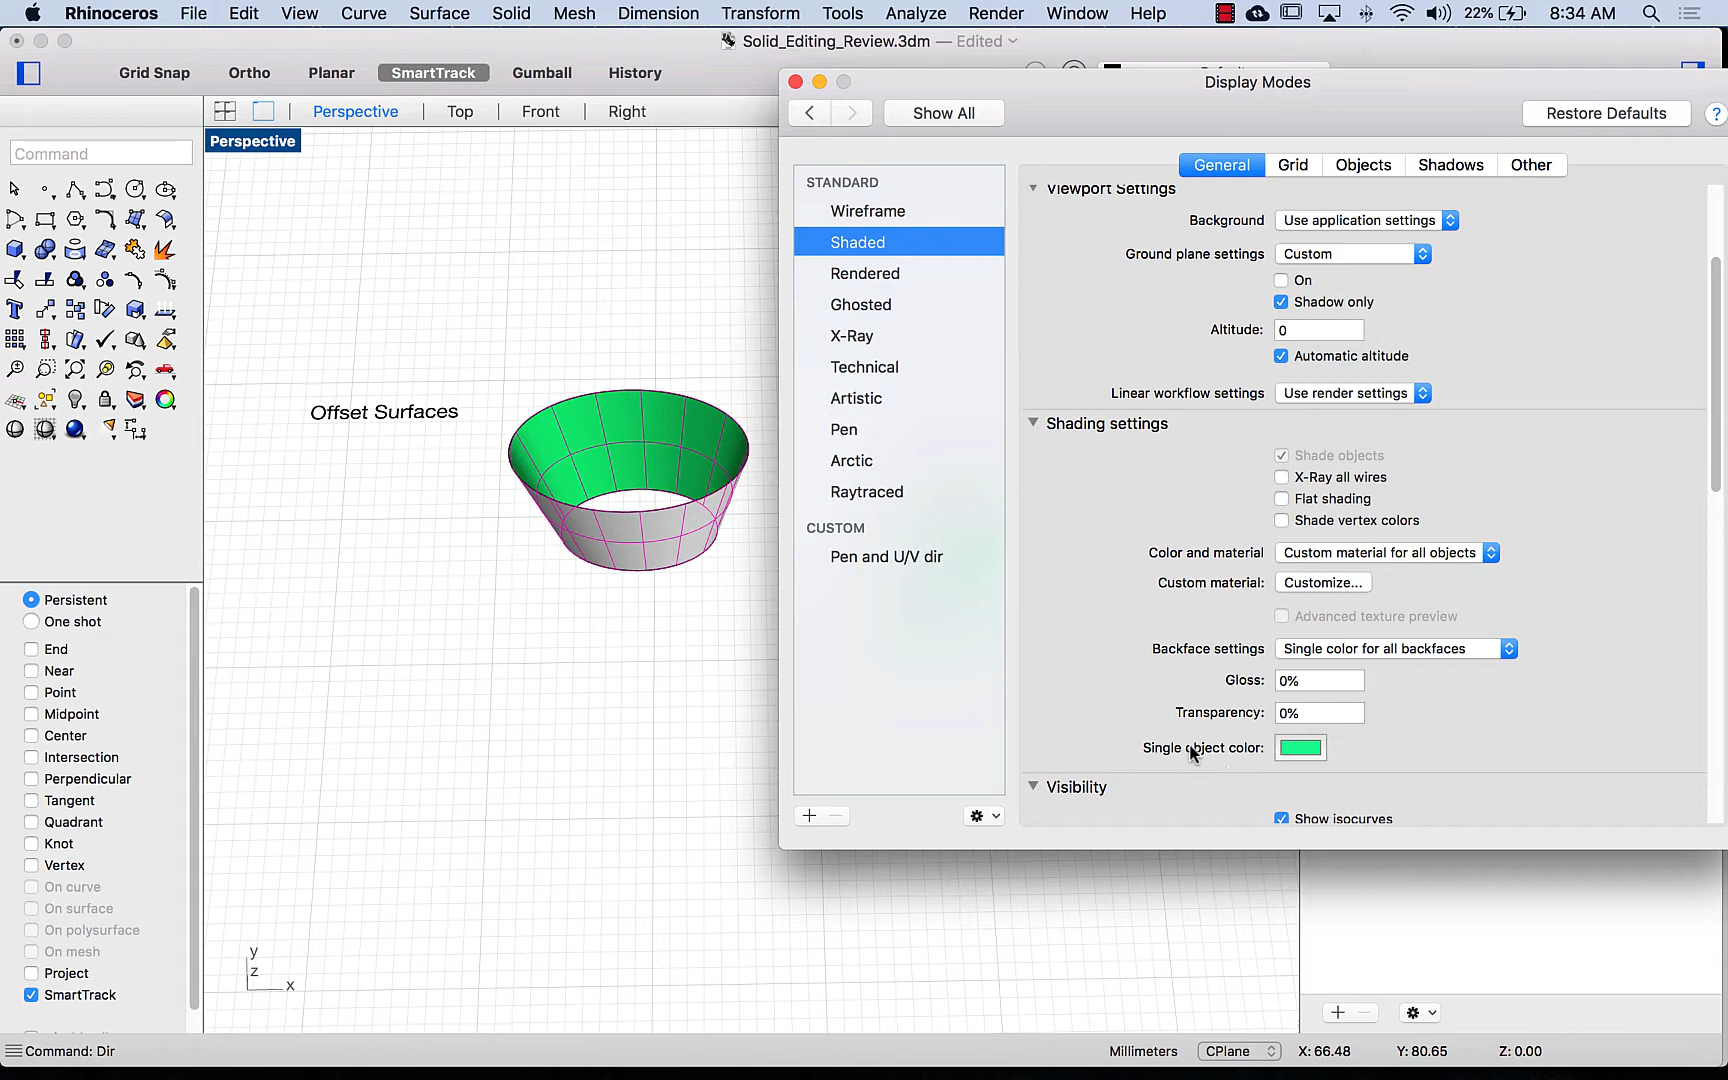 Rhinoceros File Edit View Curve Surface Solid Mesh Dimension Transform Tools Analyze Render Window Help 22% 8:34 AM
Solid_Editing_Review.3dm — Edited
Grid Snap Ortho Planar SmartTrack Gumball History
Perspective Top Front Right
Perspective
Command
Offset Surfaces
y
z
x
Persistent
One shot
End
Near
Point
Midpoint
Center
Intersection
Perpendicular
Tangent
Quadrant
Knot
Vertex
On curve
On surface
On polysurface
On mesh
Project
SmartTrack
Display Modes
Show All
Restore Defaults
?
STANDARD
Wireframe
Shaded
Rendered
Ghosted
X-Ray
Technical
Artistic
Pen
Arctic
Raytraced
CUSTOM
Pen and U/V dir
General Grid Objects Shadows Other
Viewport Settings
Background Use application settings
Ground plane settings Custom
On
Shadow only
Altitude: 0
Automatic altitude
Linear workflow settings Use render settings
Shading settings
Shade objects
X-Ray all wires
Flat shading
Shade vertex colors
Color and material Custom material for all objects
Custom material: Customize...
Advanced texture preview
Backface settings Single color for all backfaces
Gloss: 0%
Transparency: 0%
Single object color:
Visibility
Show isocurves
Command: Dir
Millimeters CPlane X: 66.48 Y: 80.65 Z: 0.00